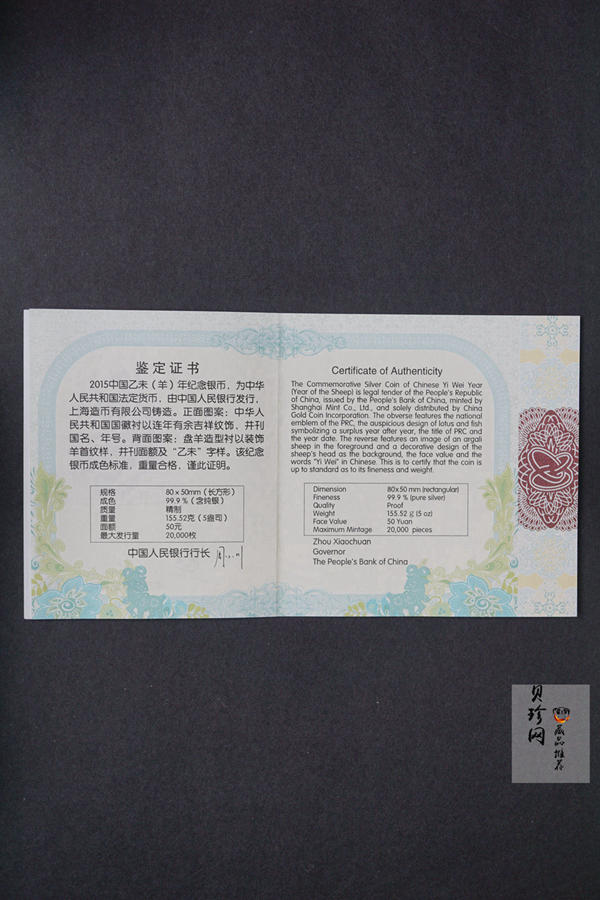 鉴定证书
2015中国乙未（羊）年纪念银币，为中华
人民共和国法定货币，由中国人民银行发行，
上海造币有限公司铸造。正面图案：中华人
民共和国国徽衬以连年有余吉祥纹饰，并刊
国名、年号。背面图案：盘羊造型衬以装饰
羊首纹样，并刊面额及“乙未”字样。该纪念
银币成色标准，重量合格，谨此证明。
规格 80×50mm（长方形）
成色 99.9％（含纯银）
质量 精制
重量 155.52克（5盎司）
面额 50元
最大发行量 20,000枚
中国人民银行行长
Certificate of Authenticity
The Commemorative Silver Coin of Chinese Yi Wei Year
(Year of the Sheep) is legal tender of the People's Republic
of China, issued by the People's Bank of China, minted by
Shanghai Mint Co., Ltd., and solely distributed by China
Gold Coin Incorporation. The obverse features the national
emblem of the PRC, the auspicious design of lotus and fish
symbolizing a surplus year after year, the title of PRC and
the year date. The reverse features an image of an argali
sheep in the foreground and a decorative design of the
sheep's head as the background, the face value and the
words "Yi Wei" in Chinese. This is to certify that the coin is
up to standard as to its fineness and weight.
Dimension 80×50 mm (rectangular)
Fineness 99.9 % (pure silver)
Quality Proof
Weight 155.52 g (5 oz)
Face Value 50 Yuan
Maximum Mintage 20,000 pieces
Zhou Xiaochuan
Governor
The People's Bank of China
贝珍网
藏品推荐